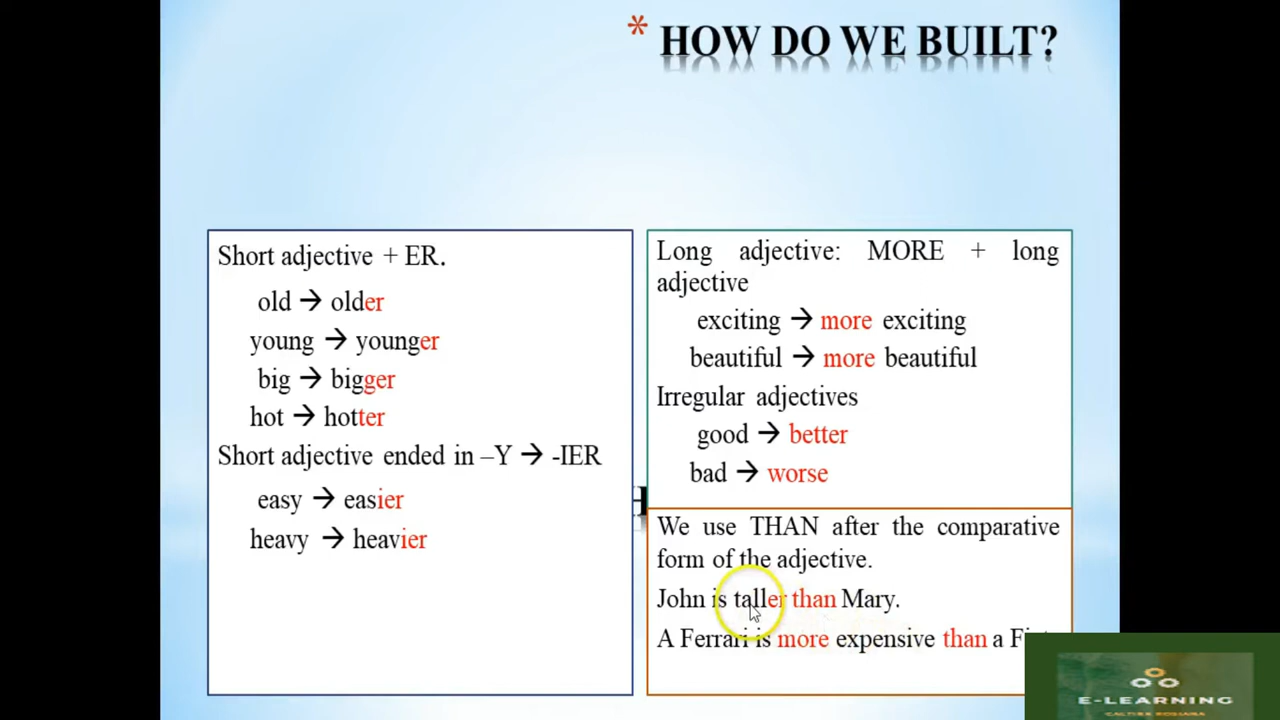 * HOW DO WE BUILT?
Short adjective + ER.
old → older
young → younger
big → bigger
hot → hotter
Short adjective ended in –Y → -IER
easy → easier
heavy → heavier
Long adjective: MORE + long
adjective
exciting → more exciting
beautiful → more beautiful
Irregular adjectives
good → better
bad → worse
We use THAN after the comparative
form of the adjective.
John is taller than Mary.
A Ferrari is more expensive than a
E-LEARNING